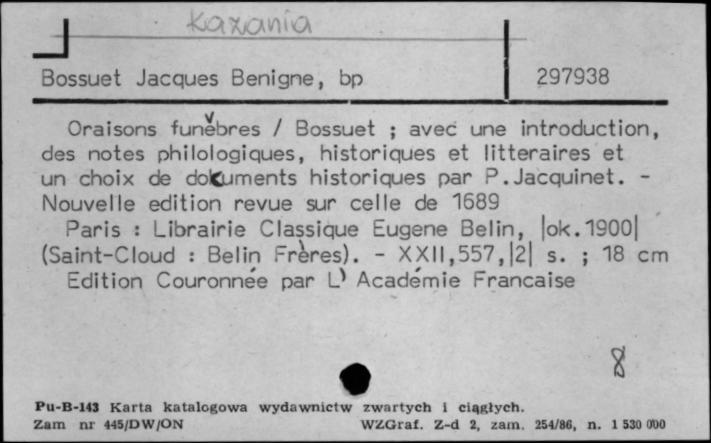 kazania
Bossuet Jacques Benigne, bp 297938
Oraisons funèbres / Bossuet ; avec une introduction,
des notes philologiques, historiques et litteraires et
un choix de dokuments historiques par P.Jacquinet. -
Nouvelle edition revue sur celle de 1689
Paris : Librairie Classique Eugene Belin, |ok.1900|
(Saint-Cloud : Belin Frères). - XXII,557,|2| s. ; 18 cm
Edition Couronnée par L' Académie Francaise
8
Pu-B-143 Karta katalogowa wydawnictw zwartych i ciągłych.
Zam nr 445/DW/ON WZGraf. Z-d 2, zam. 254/86, n. 1 530 000